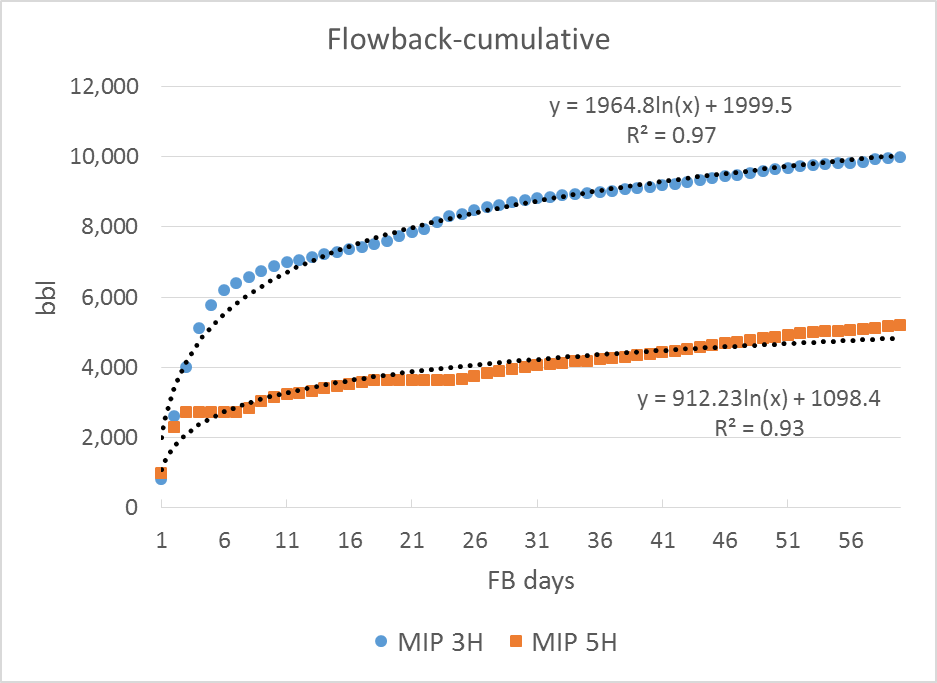 Flowback-cumulative
12,000
10,000
8,000
6,000
4,000
2,000
0
bbl
y = 1964.8ln(x) + 1999.5
R² = 0.97
y = 912.23ln(x) + 1098.4
R² = 0.93
1 6 11 16 21 26 31 36 41 46 51 56
FB days
MIP 3H MIP 5H